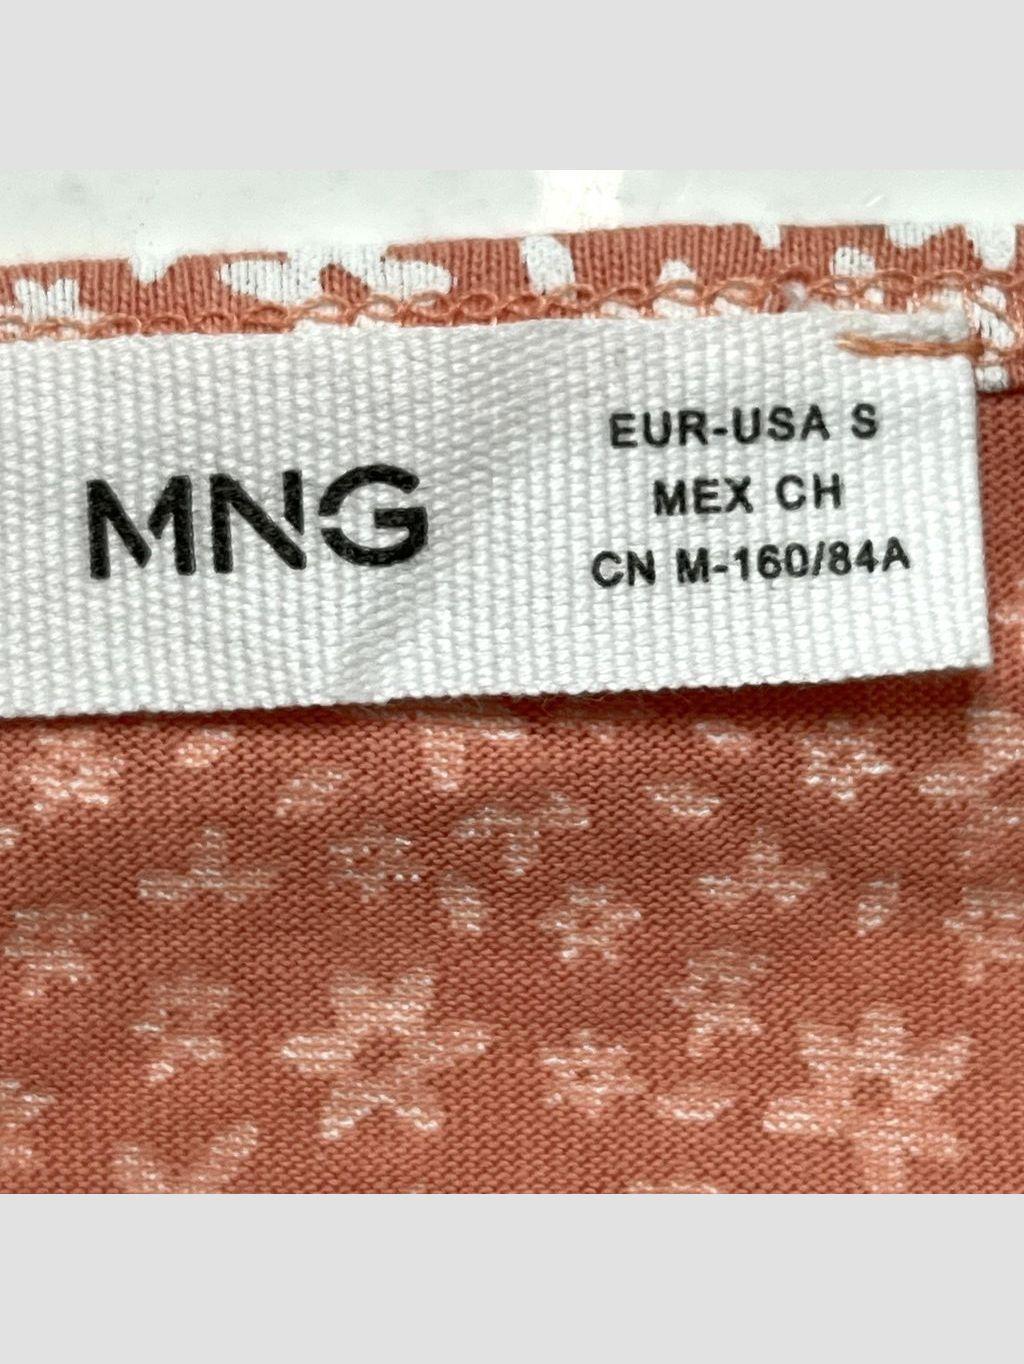 MNG
EUR-USA S
MEX CH
CN M-160/84A